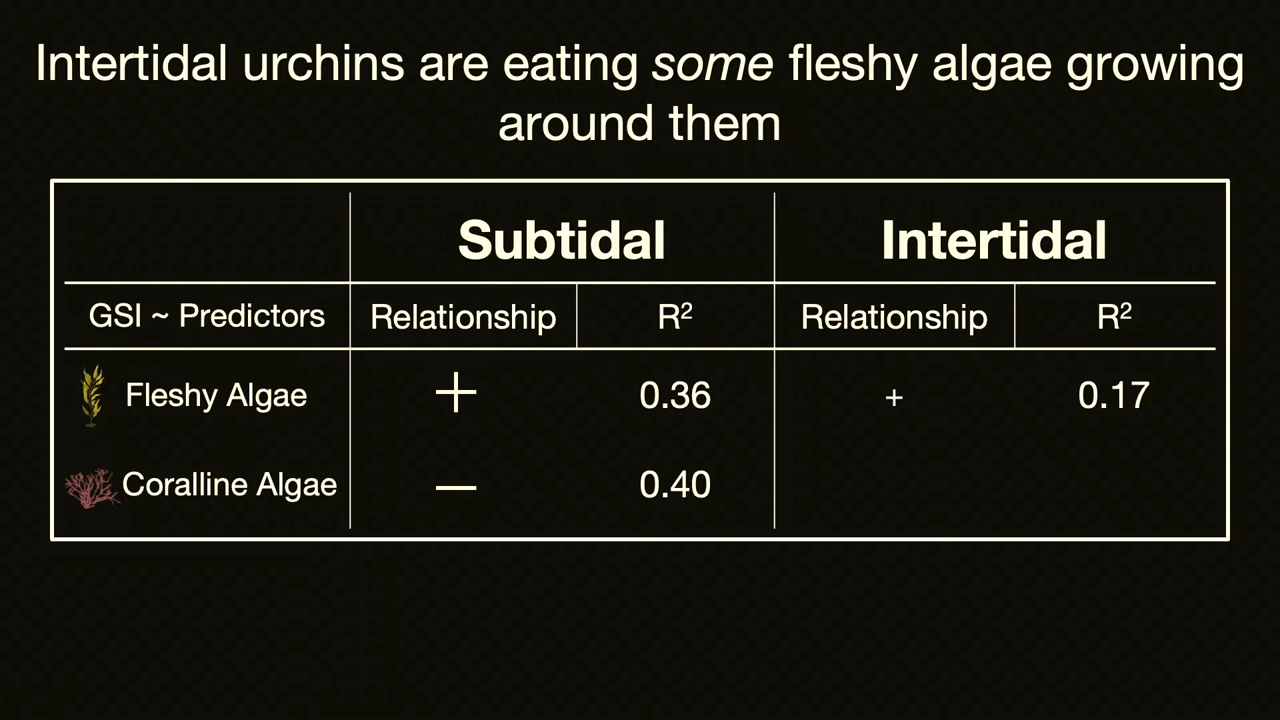 Intertidal urchins are eating some fleshy algae growing
around them
Subtidal Intertidal
GSI ~ Predictors Relationship R² Relationship R²
Fleshy Algae + 0.36 + 0.17
Coralline Algae — 0.40